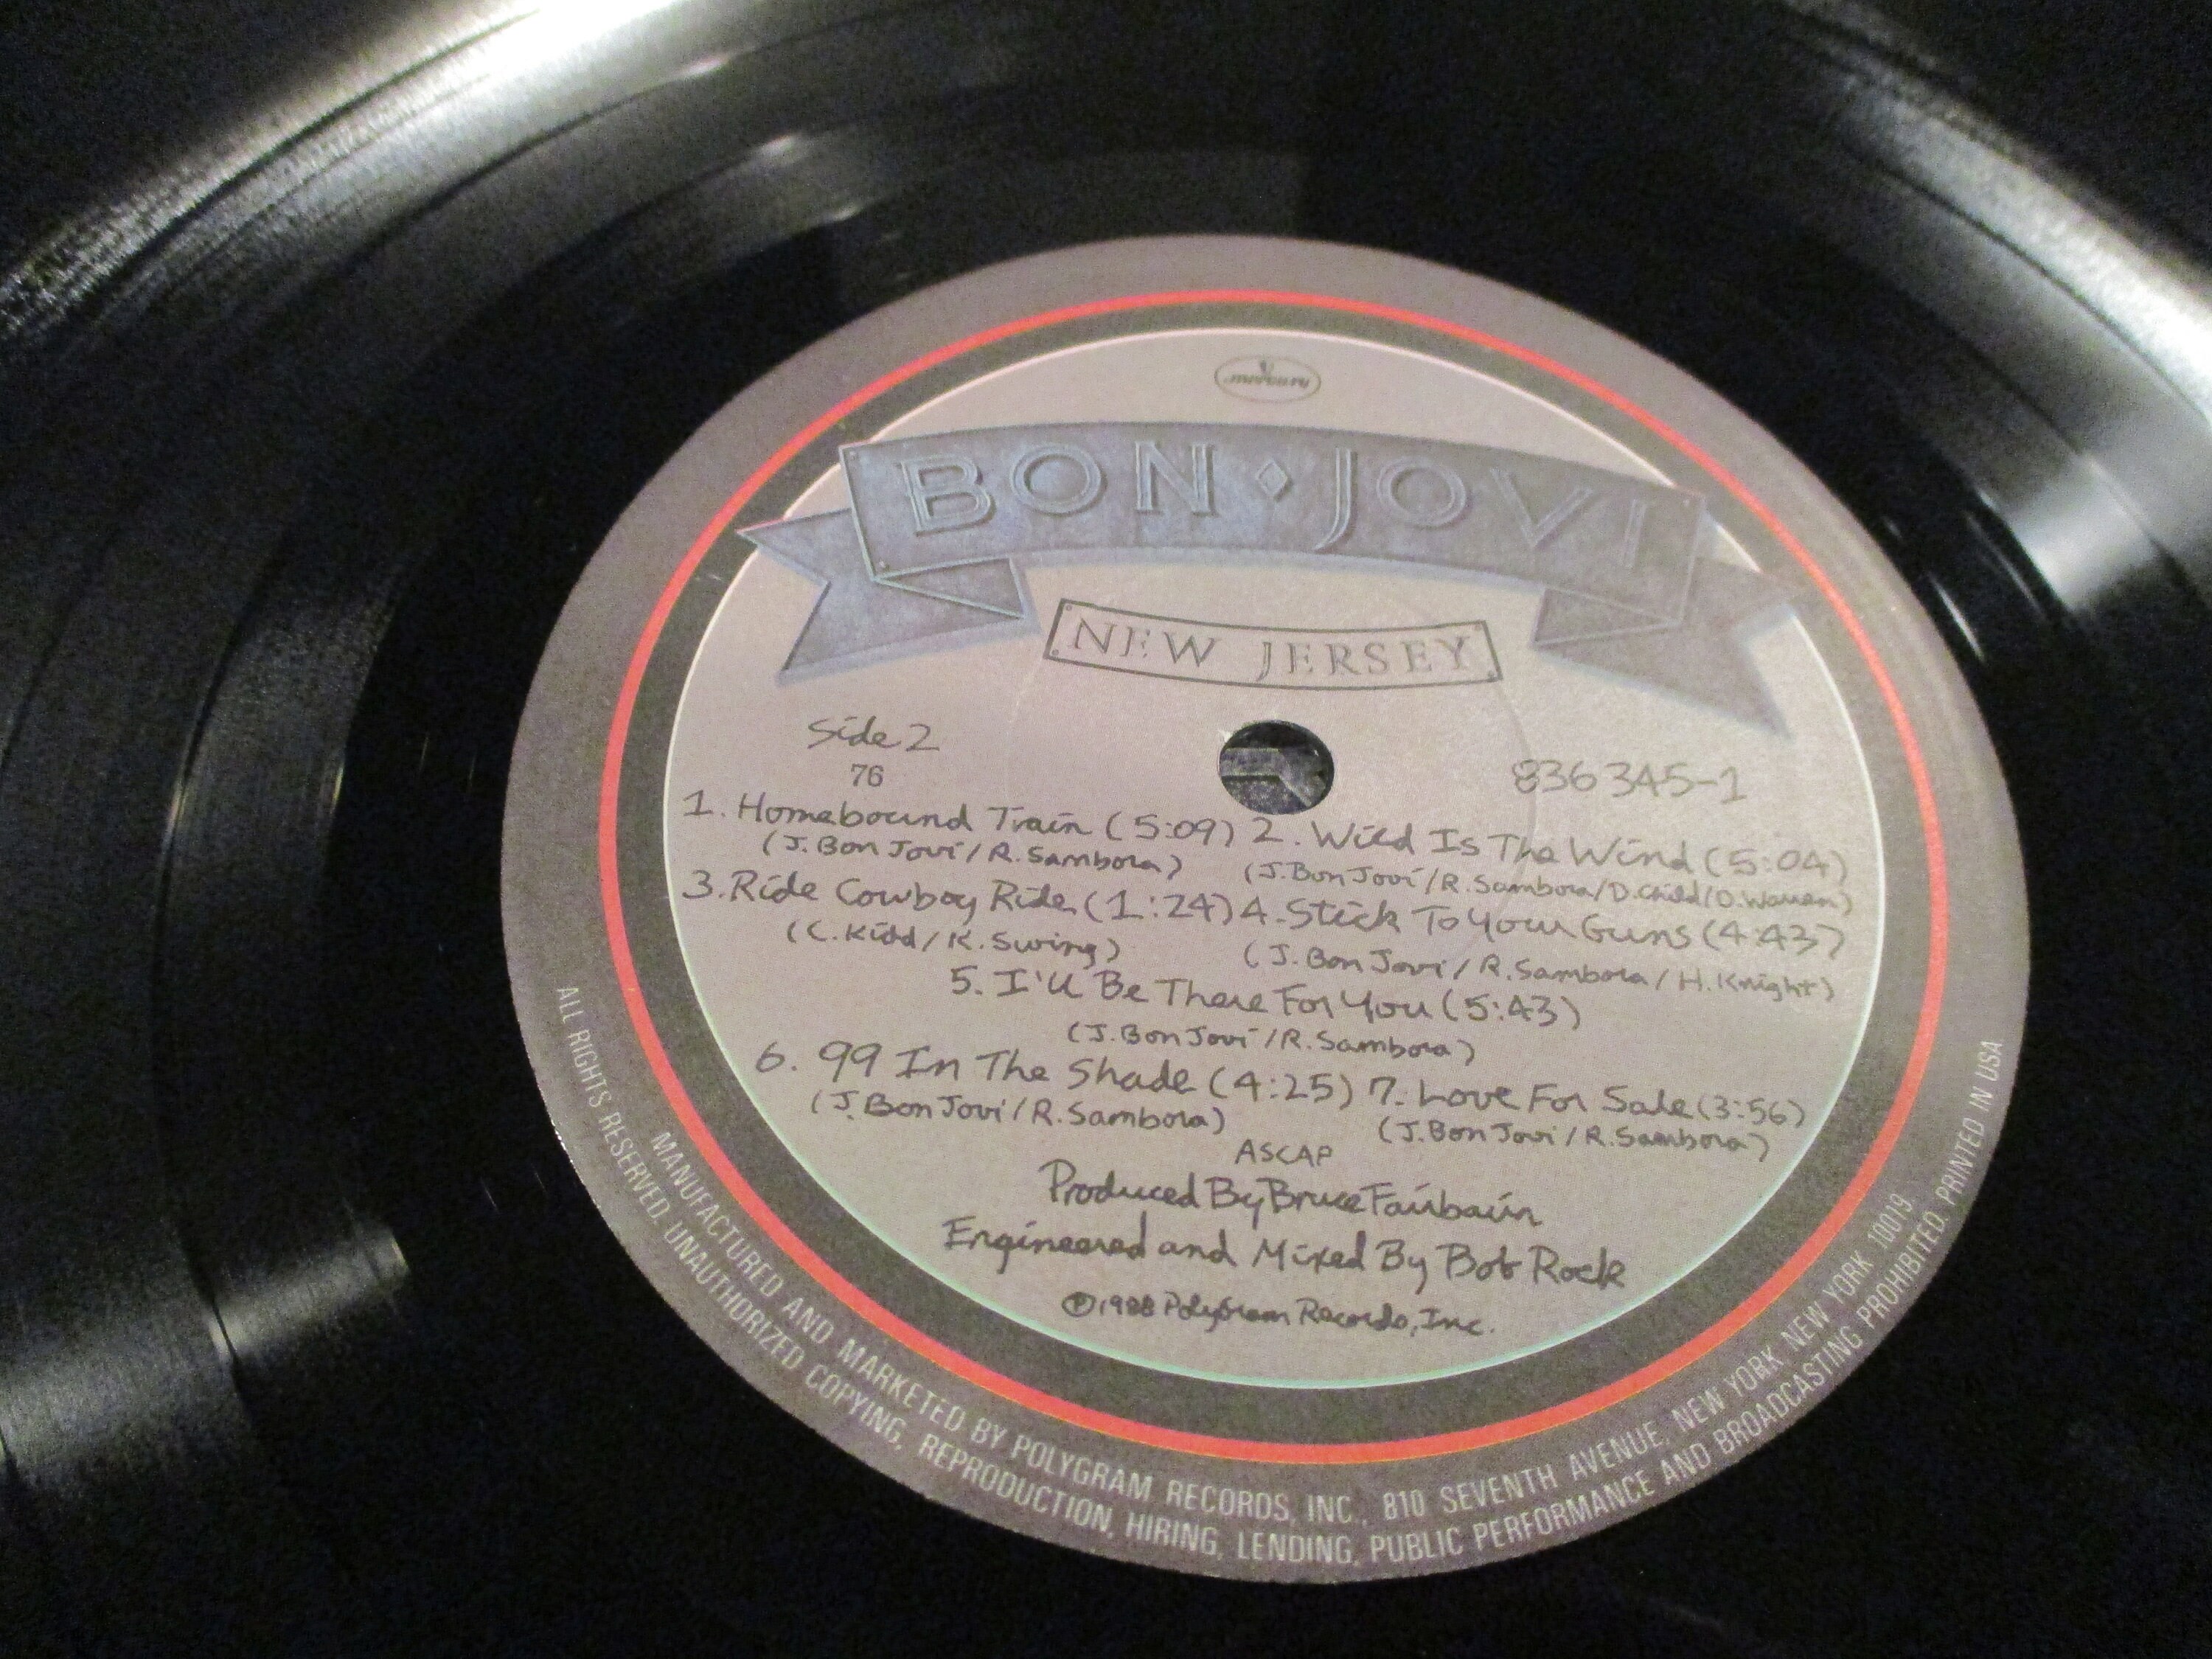 mercury
BON JOVI
NEW JERSEY
Side 2
76
836 345-1
1. Homebound Train (5:09) 2. Wild Is The Wind (5:04)
(J. Bon Jovi / R. Sambora) (J. Bon Jovi / R. Sambora / D. Child / D. Warren)
3. Ride Cowboy Ride (1:24) 4. Stick To Your Guns (4:43)
(C. Kidd / K. Swing) (J. Bon Jovi / R. Sambora / H. Knight)
5. I'll Be There For You (5:43)
(J. Bon Jovi / R. Sambora)
6. 99 In The Shade (4:25) 7. Love For Sale (3:56)
(J. Bon Jovi / R. Sambora) (J. Bon Jovi / R. Sambora)
ASCAP
Produced By Bruce Fairbairn
Engineered and Mixed By Bob Rock
℗1988 PolyGram Records, Inc.
MANUFACTURED AND MARKETED BY POLYGRAM RECORDS, INC., 810 SEVENTH AVENUE, NEW YORK NEW YORK 10019.
ALL RIGHTS RESERVED. UNAUTHORIZED COPYING, REPRODUCTION, HIRING, LENDING, PUBLIC PERFORMANCE AND BROADCASTING PROHIBITED. PRINTED IN USA